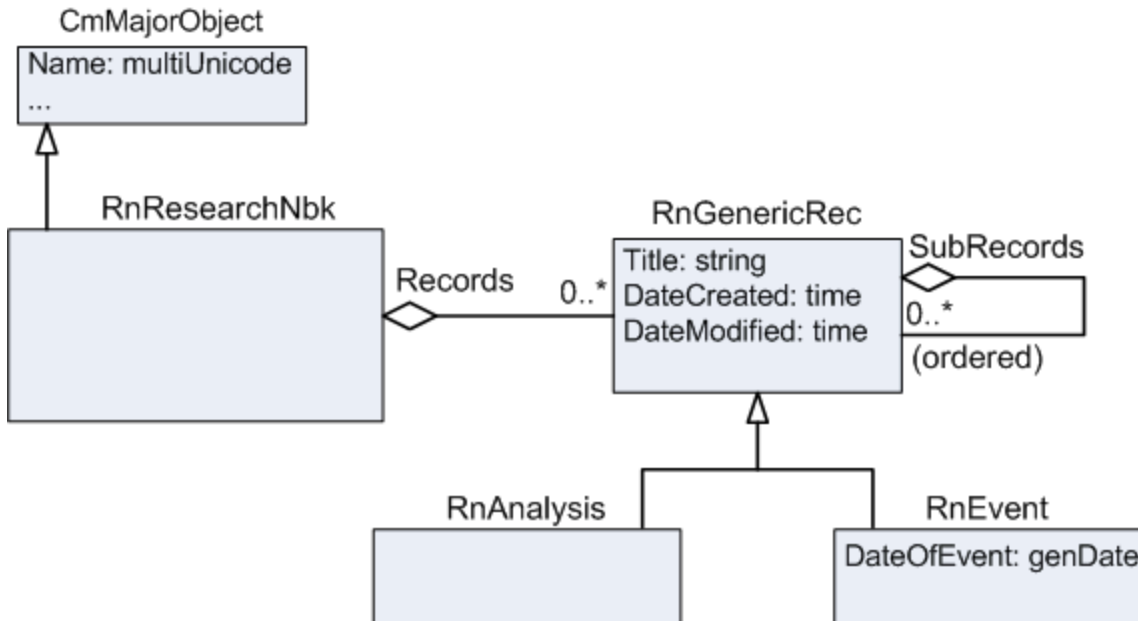 CmMajorObject
Name: multiUnicode
...
RnResearchNbk
RnGenericRec
Records
0..*
Title: string
DateCreated: time
DateModified: time
SubRecords
0..*
(ordered)
RnAnalysis
RnEvent
DateOfEvent: genDate